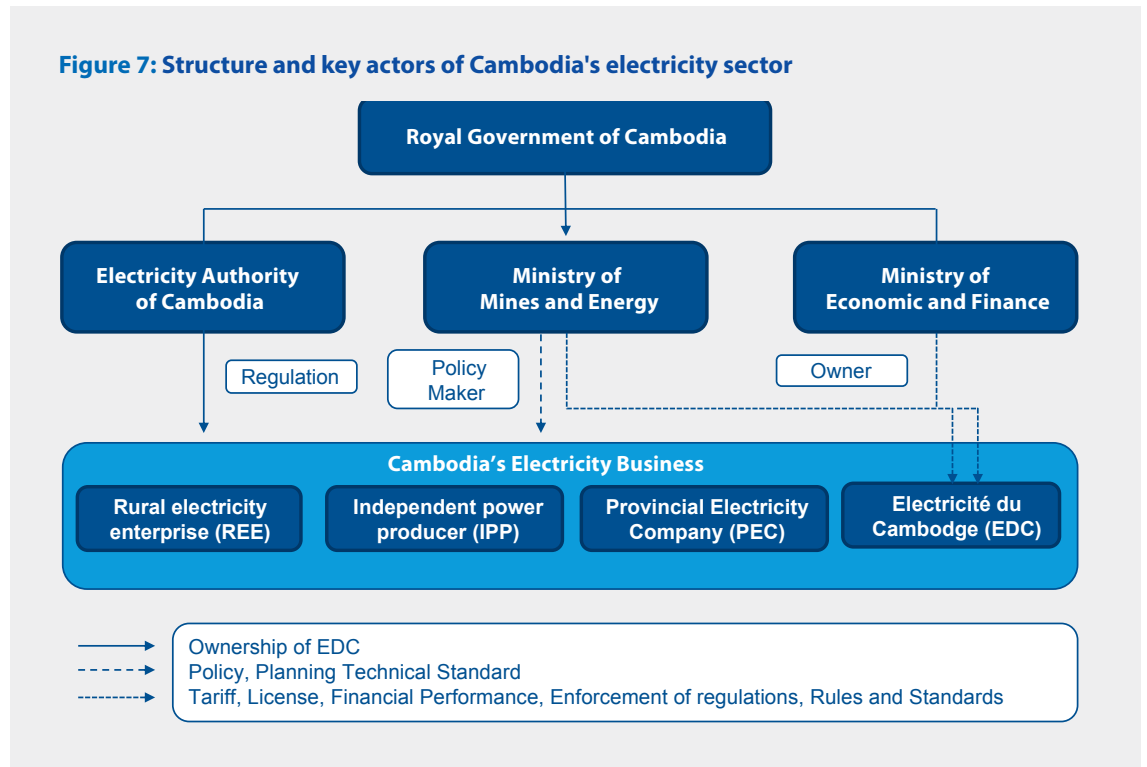 Figure 7: Structure and key actors of Cambodia's electricity sector
Royal Government of Cambodia
Electricity Authority
of Cambodia
Ministry of
Mines and Energy
Ministry of
Economic and Finance
Regulation
Policy
Maker
Owner
Cambodia’s Electricity Business
Rural electricity
enterprise (REE)
Independent power
producer (IPP)
Provincial Electricity
Company (PEC)
Electricité du
Cambodge (EDC)
Ownership of EDC
Policy, Planning Technical Standard
Tariff, License, Financial Performance, Enforcement of regulations, Rules and Standards